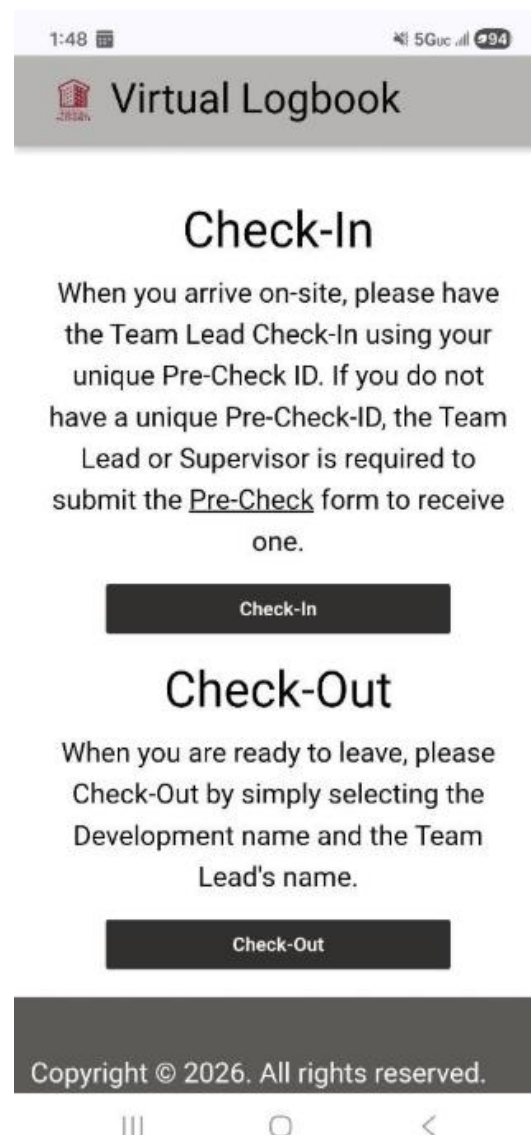 1:48
5GUC 94
Virtual Logbook
Check-In
When you arrive on-site, please have
the Team Lead Check-In using your
unique Pre-Check ID. If you do not
have a unique Pre-Check-ID, the Team
Lead or Supervisor is required to
submit the Pre-Check form to receive
one.
Check-In
Check-Out
When you are ready to leave, please
Check-Out by simply selecting the
Development name and the Team
Lead's name.
Check-Out
Copyright © 2026. All rights reserved.